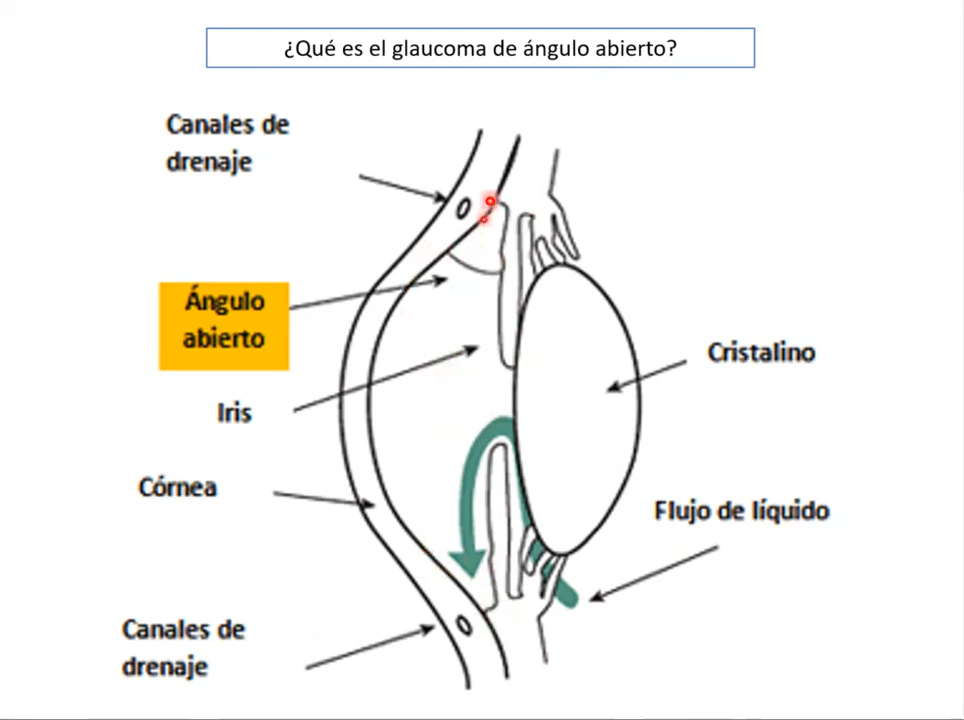 ¿Qué es el glaucoma de ángulo abierto?
Canales de
drenaje
Ángulo
abierto
Cristalino
Iris
Córnea
Flujo de líquido
Canales de
drenaje